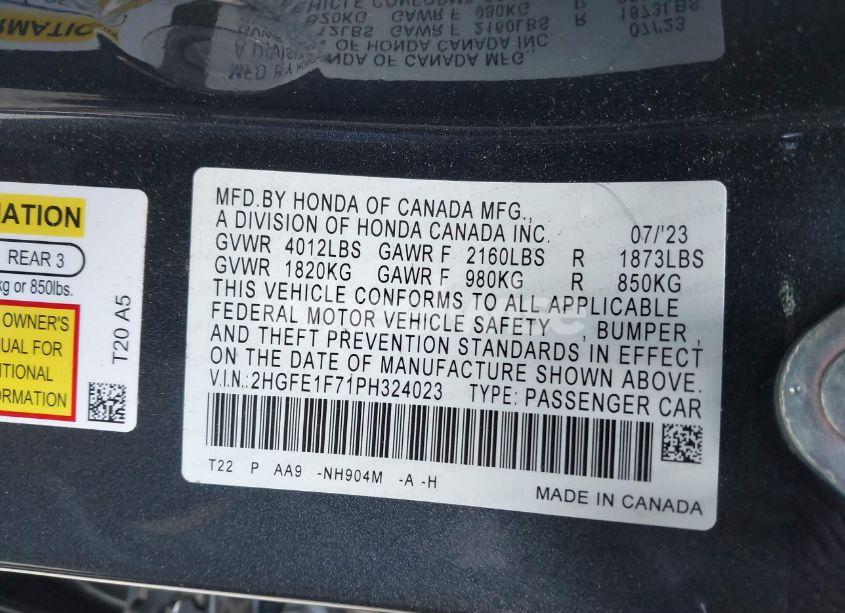 MFD.BY HONDA OF CANADA MFG.,
A DIVISION OF HONDA CANADA INC. 07/'23
GVWR 4012LBS GAWR F 2160LBS R 1873LBS
GVWR 1820KG GAWR F 980KG R 850KG
THIS VEHICLE CONFORMS TO ALL APPLICABLE
FEDERAL MOTOR VEHICLE SAFETY , BUMPER ,
AND THEFT PREVENTION STANDARDS IN EFFECT
ON THE DATE OF MANUFACTURE SHOWN ABOVE.
V.I.N.:2HGFE1F71PH324023 TYPE: PASSENGER CAR
T22 P AA9 -NH904M -A -H
MADE IN CANADA
MATION
REAR 3
kg or 850lbs.
OWNER'S
UAL FOR
ITIONAL
ORMATION
T20 A5